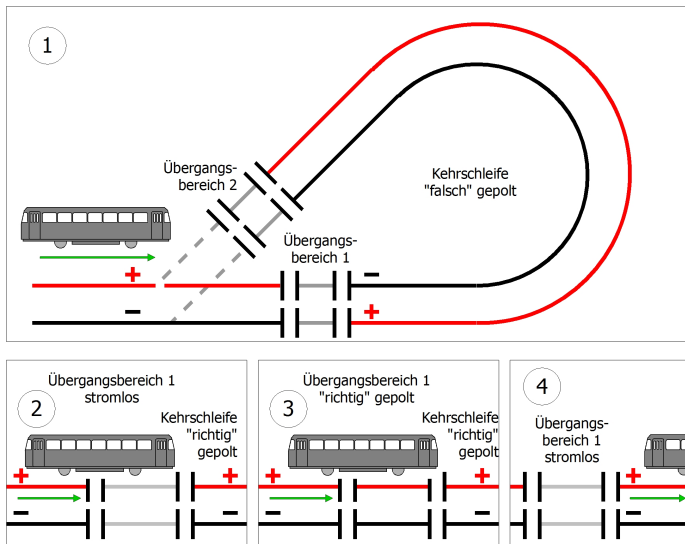 1
Übergangs-
bereich 2
Kehrschleife
"falsch" gepolt
Übergangs-
bereich 1
+
−
−
+
2
Übergangsbereich 1
stromlos
Kehrschleife
"richtig"
gepolt
+
+
−
−
3
Übergangsbereich 1
"richtig" gepolt
Kehrschleife
"richtig"
gepolt
+
+
−
−
4
Übergangs-
bereich 1
stromlos
+
−
+
−